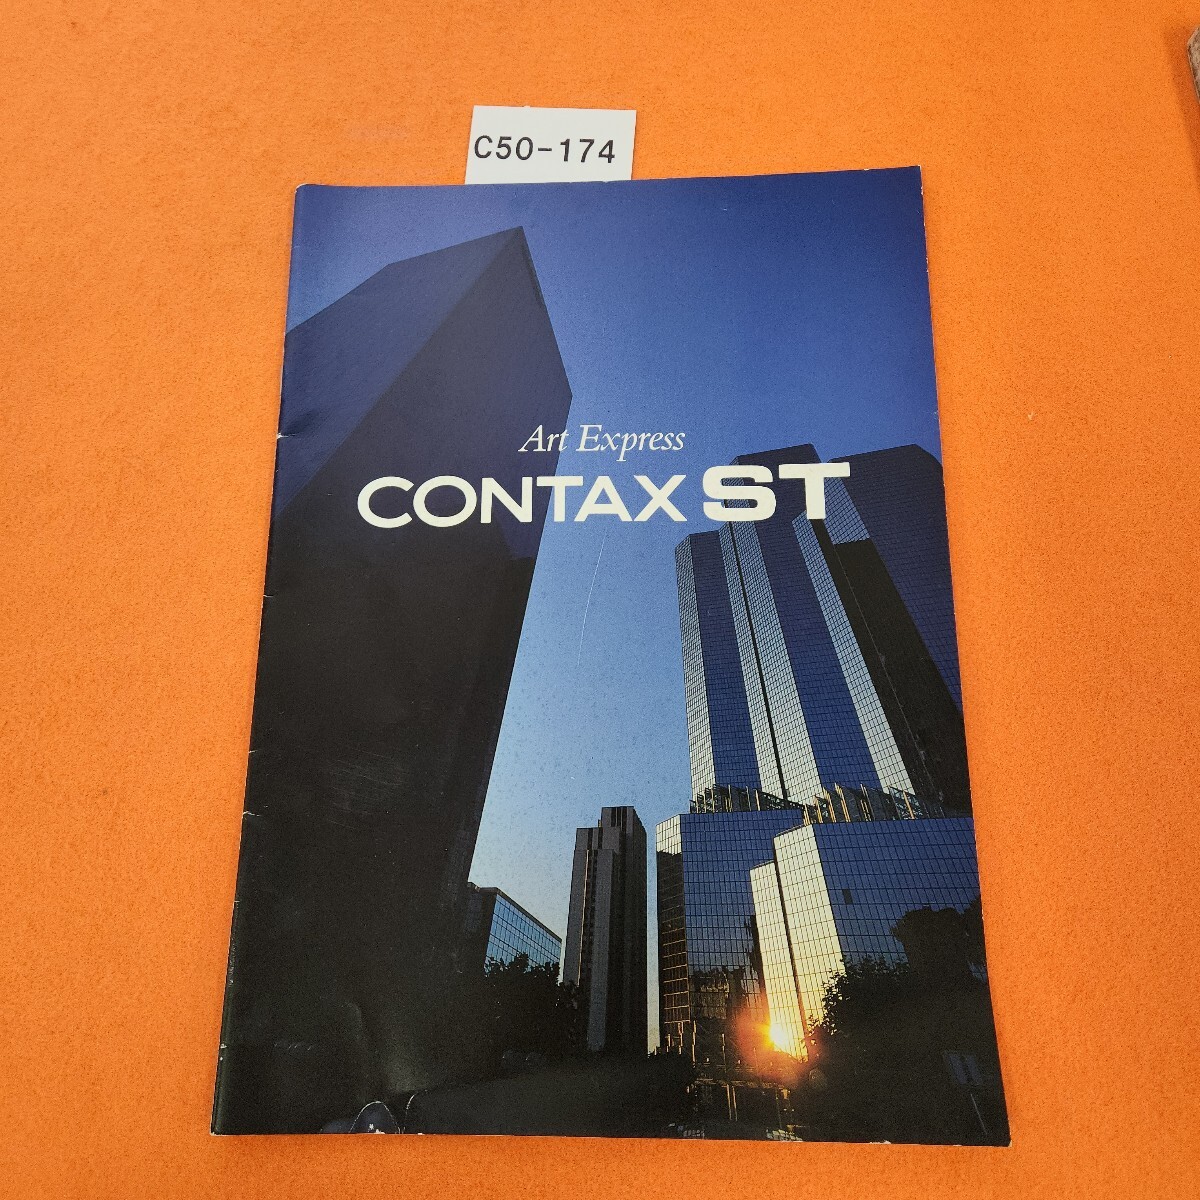 C50-174
Art Express
CONTAX ST